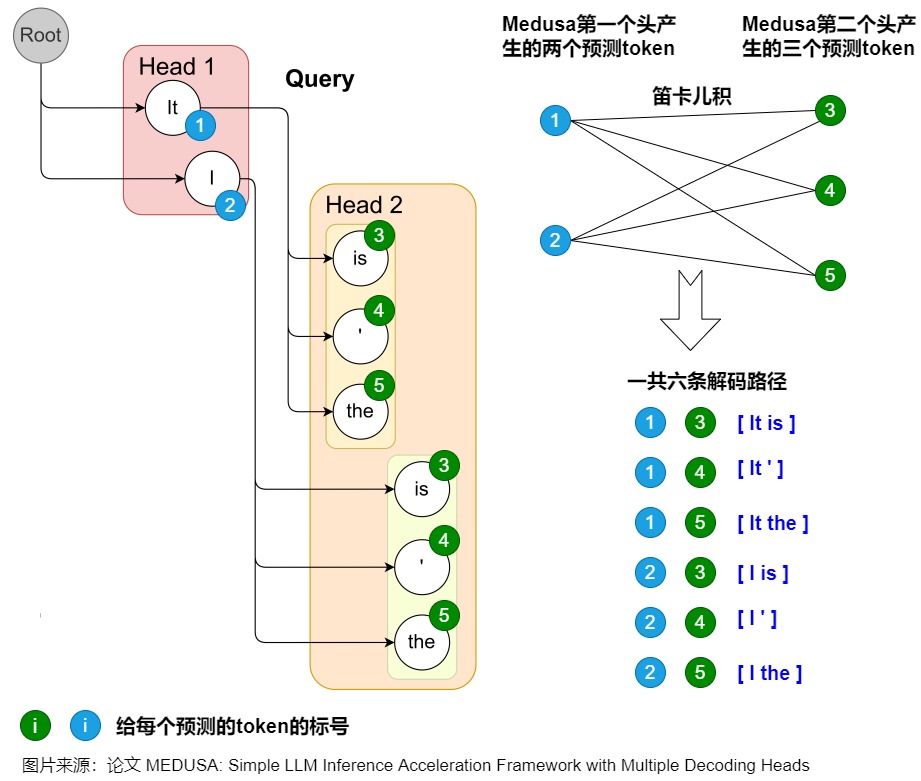 Root
Head 1
It
1
I
2
Query
Head 2
is
3
'
4
the
5
is
3
'
4
the
5
Medusa第一个头产
生的两个预测token
Medusa第二个头产
生的三个预测token
笛卡儿积
1
2
3
4
5
一共六条解码路径
1 3 [ It is ]
1 4 [ It ' ]
1 5 [ It the ]
2 3 [ I is ]
2 4 [ I ' ]
2 5 [ I the ]
i i 给每个预测的token的标号
图片来源：论文 MEDUSA: Simple LLM Inference Acceleration Framework with Multiple Decoding Heads